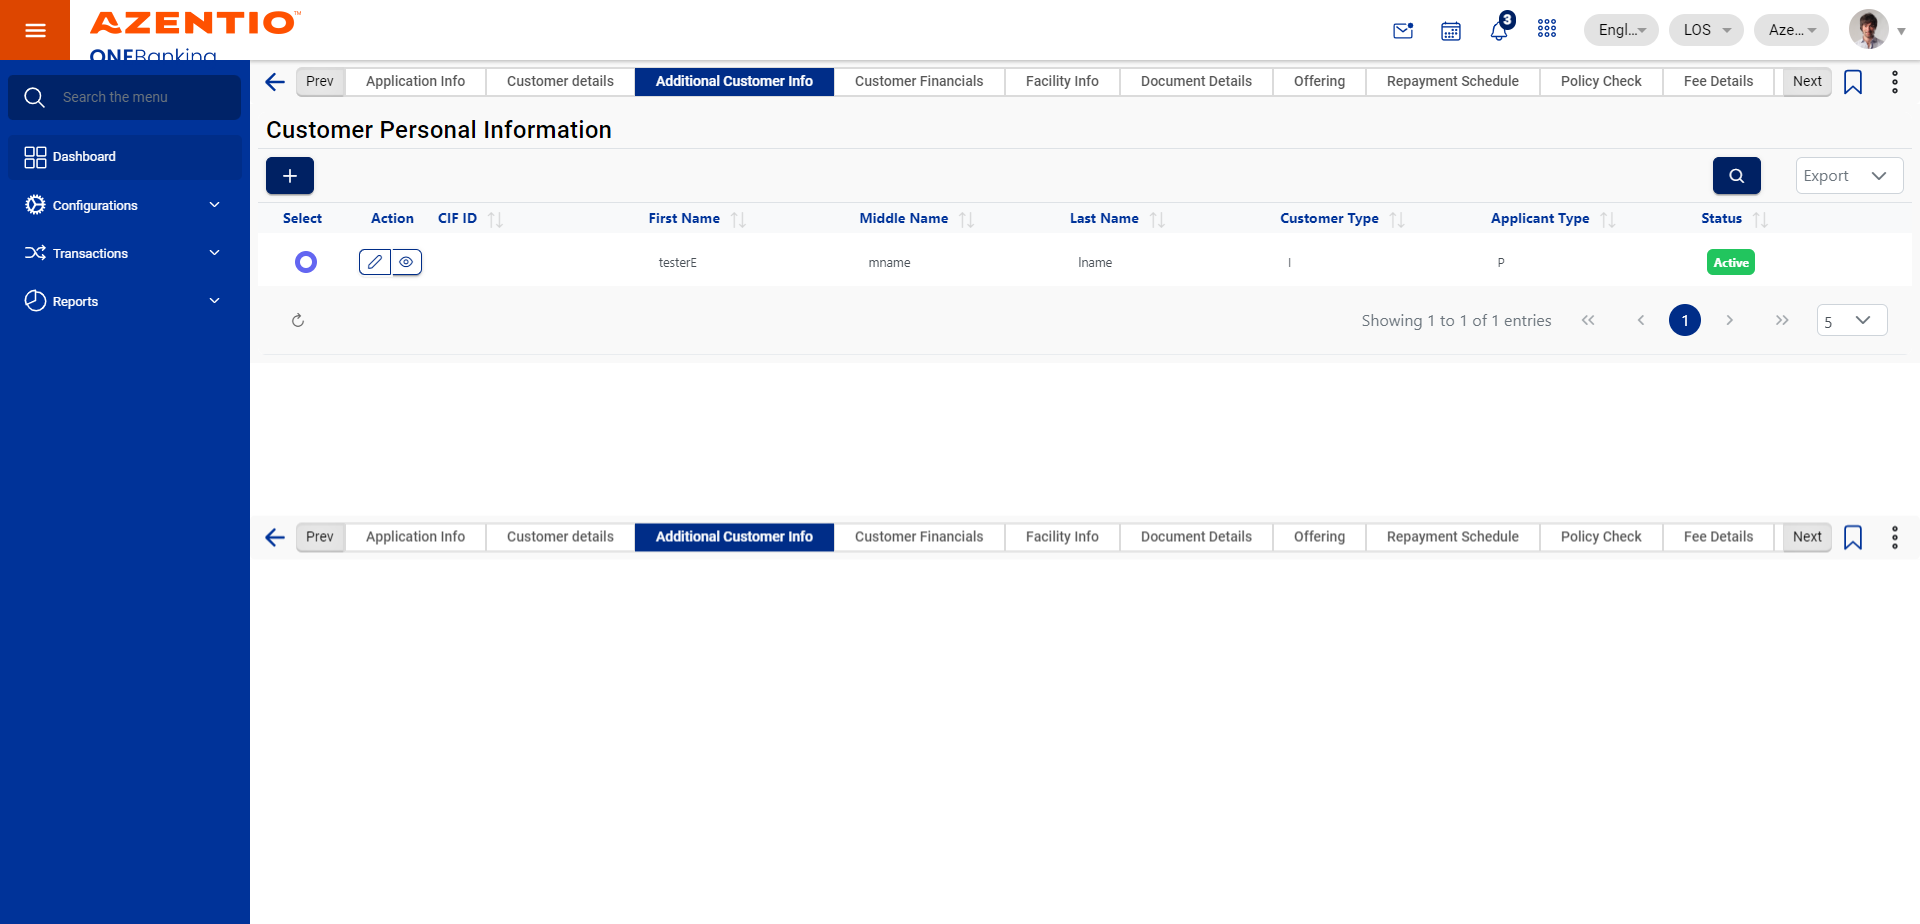 AZENTIO™
ONEBanking
3
Engl...
LOS
Aze...
Search the menu
Dashboard
Configurations
Transactions
Reports
Prev Application Info Customer details Additional Customer Info Customer Financials Facility Info Document Details Offering Repayment Schedule Policy Check Fee Details Next
Customer Personal Information
+
Export
Select Action CIF ID First Name Middle Name Last Name Customer Type Applicant Type Status
testerE mname lname I P Active
Showing 1 to 1 of 1 entries 1 5
Prev Application Info Customer details Additional Customer Info Customer Financials Facility Info Document Details Offering Repayment Schedule Policy Check Fee Details Next